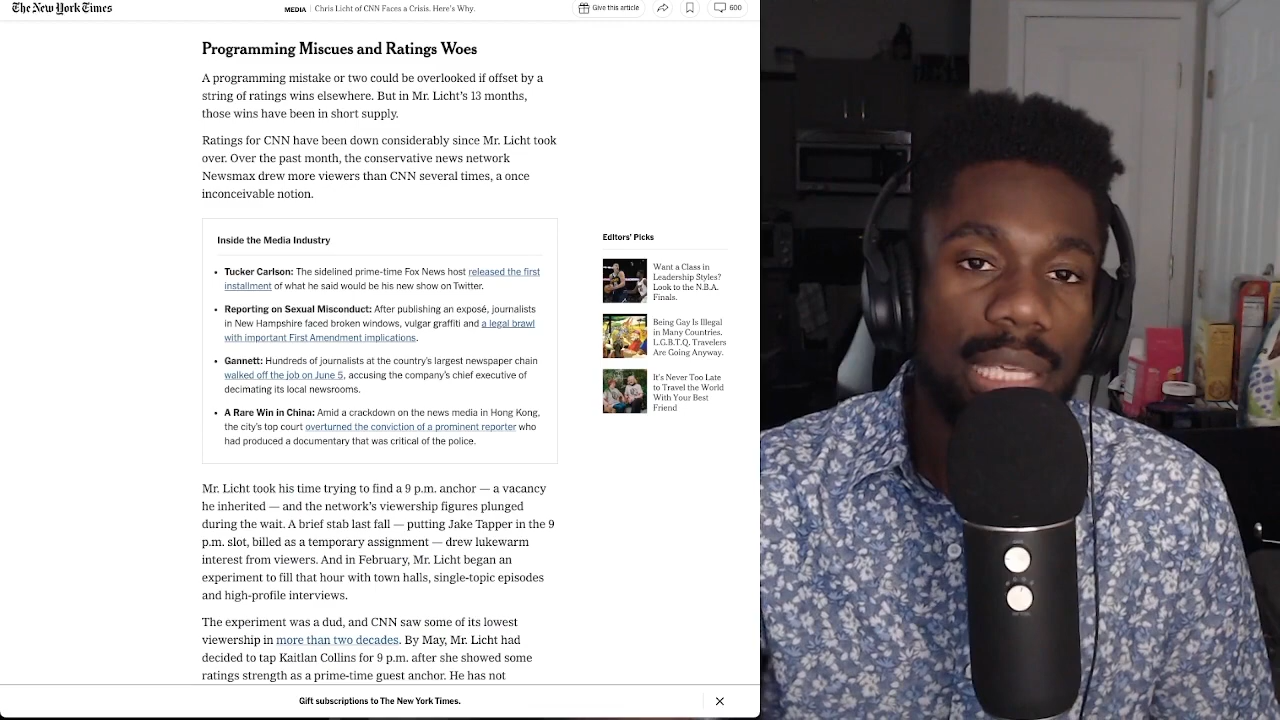 The New York Times
MEDIA | Chris Licht of CNN Faces a Crisis. Here's Why.
Give this article
600
Programming Miscues and Ratings Woes
A programming mistake or two could be overlooked if offset by a
string of ratings wins elsewhere. But in Mr. Licht's 13 months,
those wins have been in short supply.
Ratings for CNN have been down considerably since Mr. Licht took
over. Over the past month, the conservative news network
Newsmax drew more viewers than CNN several times, a once
inconceivable notion.
Inside the Media Industry
• Tucker Carlson: The sidelined prime-time Fox News host released the first
installment of what he said would be his new show on Twitter.
• Reporting on Sexual Misconduct: After publishing an exposé, journalists
in New Hampshire faced broken windows, vulgar graffiti and a legal brawl
with important First Amendment implications.
• Gannett: Hundreds of journalists at the country's largest newspaper chain
walked off the job on June 5, accusing the company's chief executive of
decimating its local newsrooms.
• A Rare Win in China: Amid a crackdown on the news media in Hong Kong,
the city's top court overturned the conviction of a prominent reporter who
had produced a documentary that was critical of the police.
Editors' Picks
Want a Class in
Leadership Styles?
Look to the N.B.A.
Finals.
Being Gay Is Illegal
in Many Countries.
L.G.B.T.Q. Travelers
Are Going Anyway.
It's Never Too Late
to Travel the World
With Your Best
Friend
Mr. Licht took his time trying to find a 9 p.m. anchor — a vacancy
he inherited — and the network's viewership figures plunged
during the wait. A brief stab last fall — putting Jake Tapper in the 9
p.m. slot, billed as a temporary assignment — drew lukewarm
interest from viewers. And in February, Mr. Licht began an
experiment to fill that hour with town halls, single-topic episodes
and high-profile interviews.
The experiment was a dud, and CNN saw some of its lowest
viewership in more than two decades. By May, Mr. Licht had
decided to tap Kaitlan Collins for 9 p.m. after she showed some
ratings strength as a prime-time guest anchor. He has not
Gift subscriptions to The New York Times.